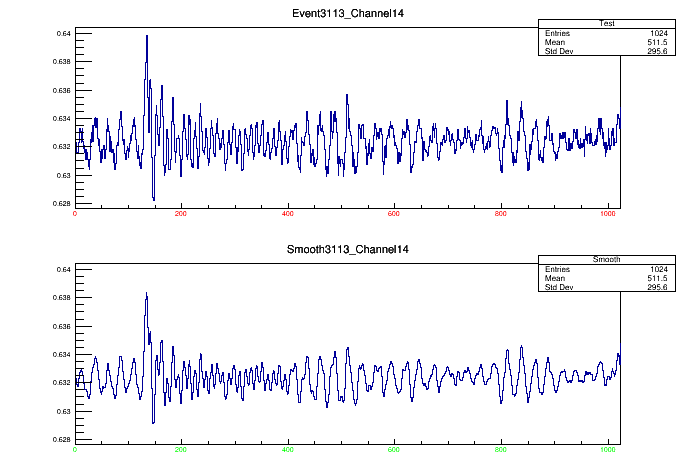 Event3113_Channel14
Test
Entries 1024
Mean 511.5
Std Dev 295.6
0.64
0.638
0.636
0.634
0.632
0.63
0.628
0 200 400 600 800 1000
Smooth3113_Channel14
Smooth
Entries 1024
Mean 511.5
Std Dev 295.6
0.64
0.638
0.636
0.634
0.632
0.63
0.628
0 200 400 600 800 1000